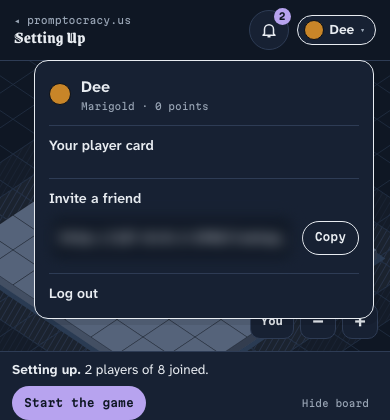 ◂ promptocracy.us
Setting Up
2
Dee ▾
Dee
Marigold · 0 points
Your player card
Invite a friend
Copy
Log out
You − +
Setting up. 2 players of 8 joined.
Start the game
Hide board